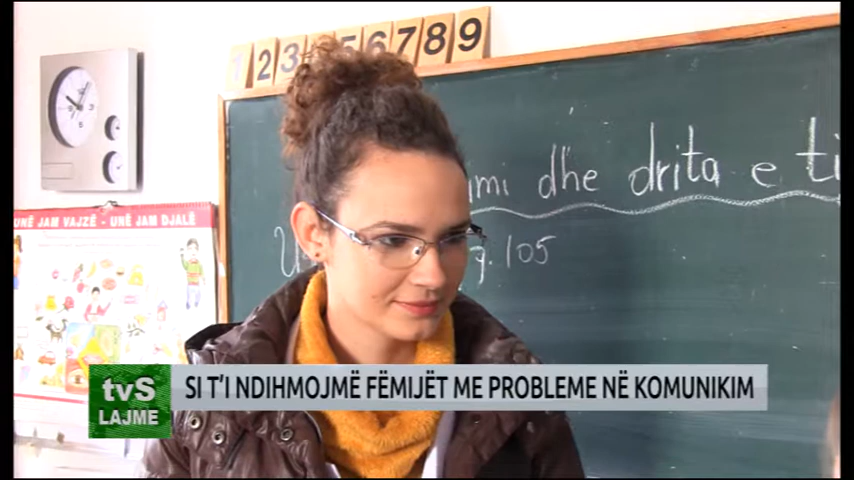 2 3 5 6 7 8 9
dhe drita e
UNË JAM VAJZË - UNË JAM DJALË
105
tvS
LAJME
SI T'I NDIHMOJMË FËMIJËT ME PROBLEME NË KOMUNIKIM